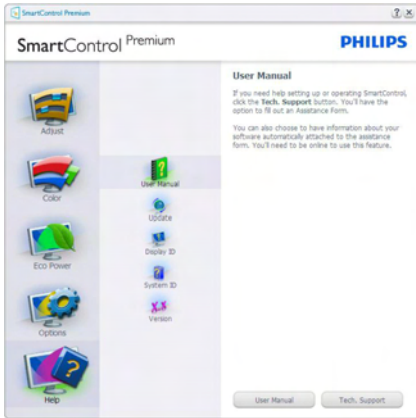 SmartControl Premium
SmartControl Premium
PHILIPS
Adjust
Color
Eco Power
Options
Help
User Manual
Update
Display ID
System ID
Version
User Manual
If you need help setting up or operating SmartControl,
click the Tech. Support button. You'll have the
option to fill out an Assistance Form.
You can also choose to have information about your
software automatically attached to the assistance
form. You'll need to be online to use this feature.
User Manual
Tech. Support